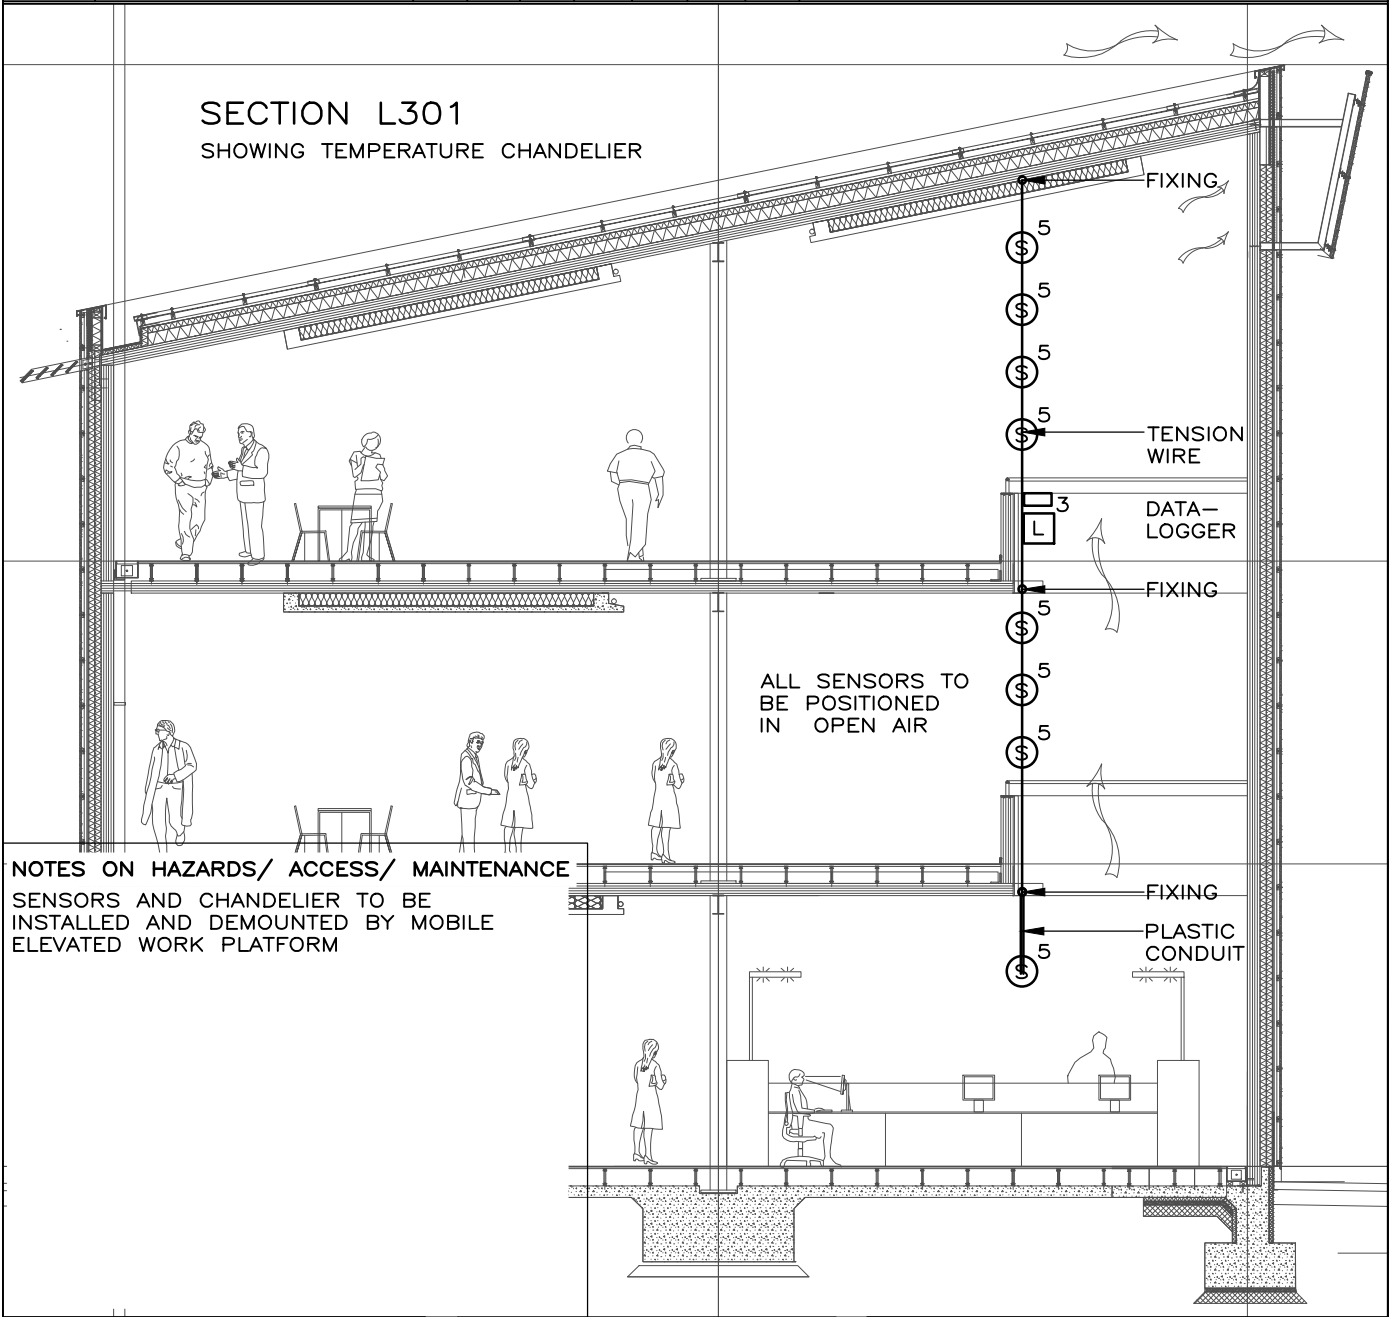 SECTION L301
SHOWING TEMPERATURE CHANDELIER
FIXING
5
S
5
S
5
S
5
S
TENSION
WIRE
3
L
DATA-
LOGGER
FIXING
5
S
5
S
5
S
ALL SENSORS TO
BE POSITIONED
IN OPEN AIR
FIXING
PLASTIC
CONDUIT
5
S
NOTES ON HAZARDS/ ACCESS/ MAINTENANCE
SENSORS AND CHANDELIER TO BE
INSTALLED AND DEMOUNTED BY MOBILE
ELEVATED WORK PLATFORM